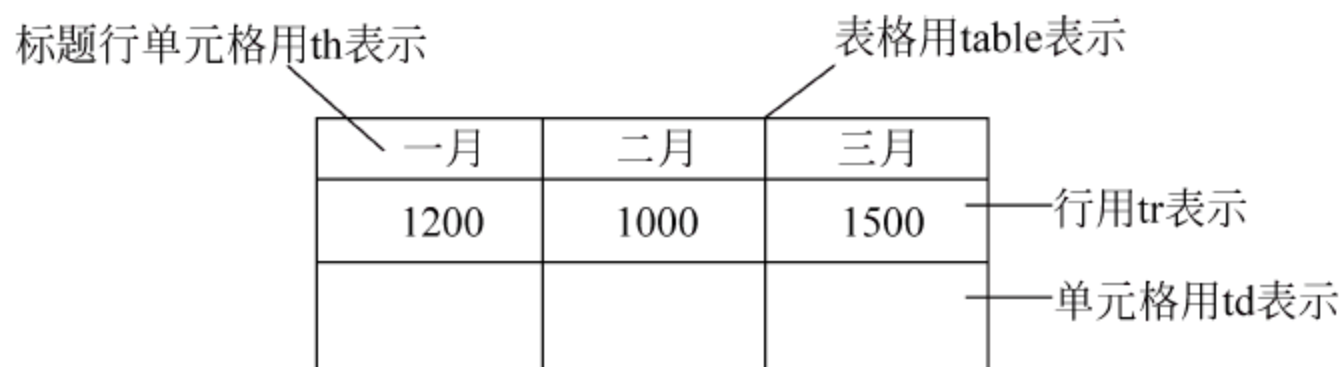 标题行单元格用th表示
表格用table表示
一月 二月 三月
1200 1000 1500
行用tr表示
单元格用td表示